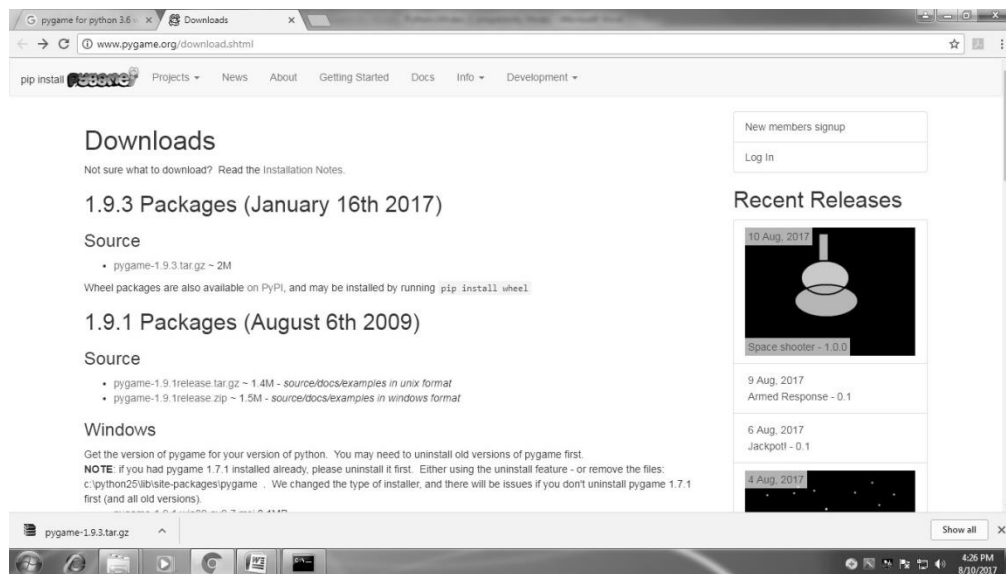 pygame for python 3.6
Downloads
www.pygame.org/download.shtml
pip install pygame Projects News About Getting Started Docs Info Development
New members signup
Log In
Downloads
Not sure what to download? Read the Installation Notes.
1.9.3 Packages (January 16th 2017)
Source
pygame-1.9.3.tar.gz ~ 2M
Wheel packages are also available on PyPI, and may be installed by running pip install wheel
1.9.1 Packages (August 6th 2009)
Source
pygame-1.9.1release.tar.gz ~ 1.4M - source/docs/examples in unix format
pygame-1.9.1release.zip ~ 1.5M - source/docs/examples in windows format
Windows
Get the version of pygame for your version of python. You may need to uninstall old versions of pygame first.
NOTE: if you had pygame 1.7.1 installed already, please uninstall it first. Either using the uninstall feature - or remove the files:
c:\python25\lib\site-packages\pygame . We changed the type of installer, and there will be issues if you don't uninstall pygame 1.7.1
first (and all old versions).
Recent Releases
10 Aug, 2017
Space shooter - 1.0.0
9 Aug, 2017
Armed Response - 0.1
6 Aug, 2017
Jackpot! - 0.1
4 Aug, 2017
pygame-1.9.3.tar.gz
Show all
4:26 PM
8/10/2017